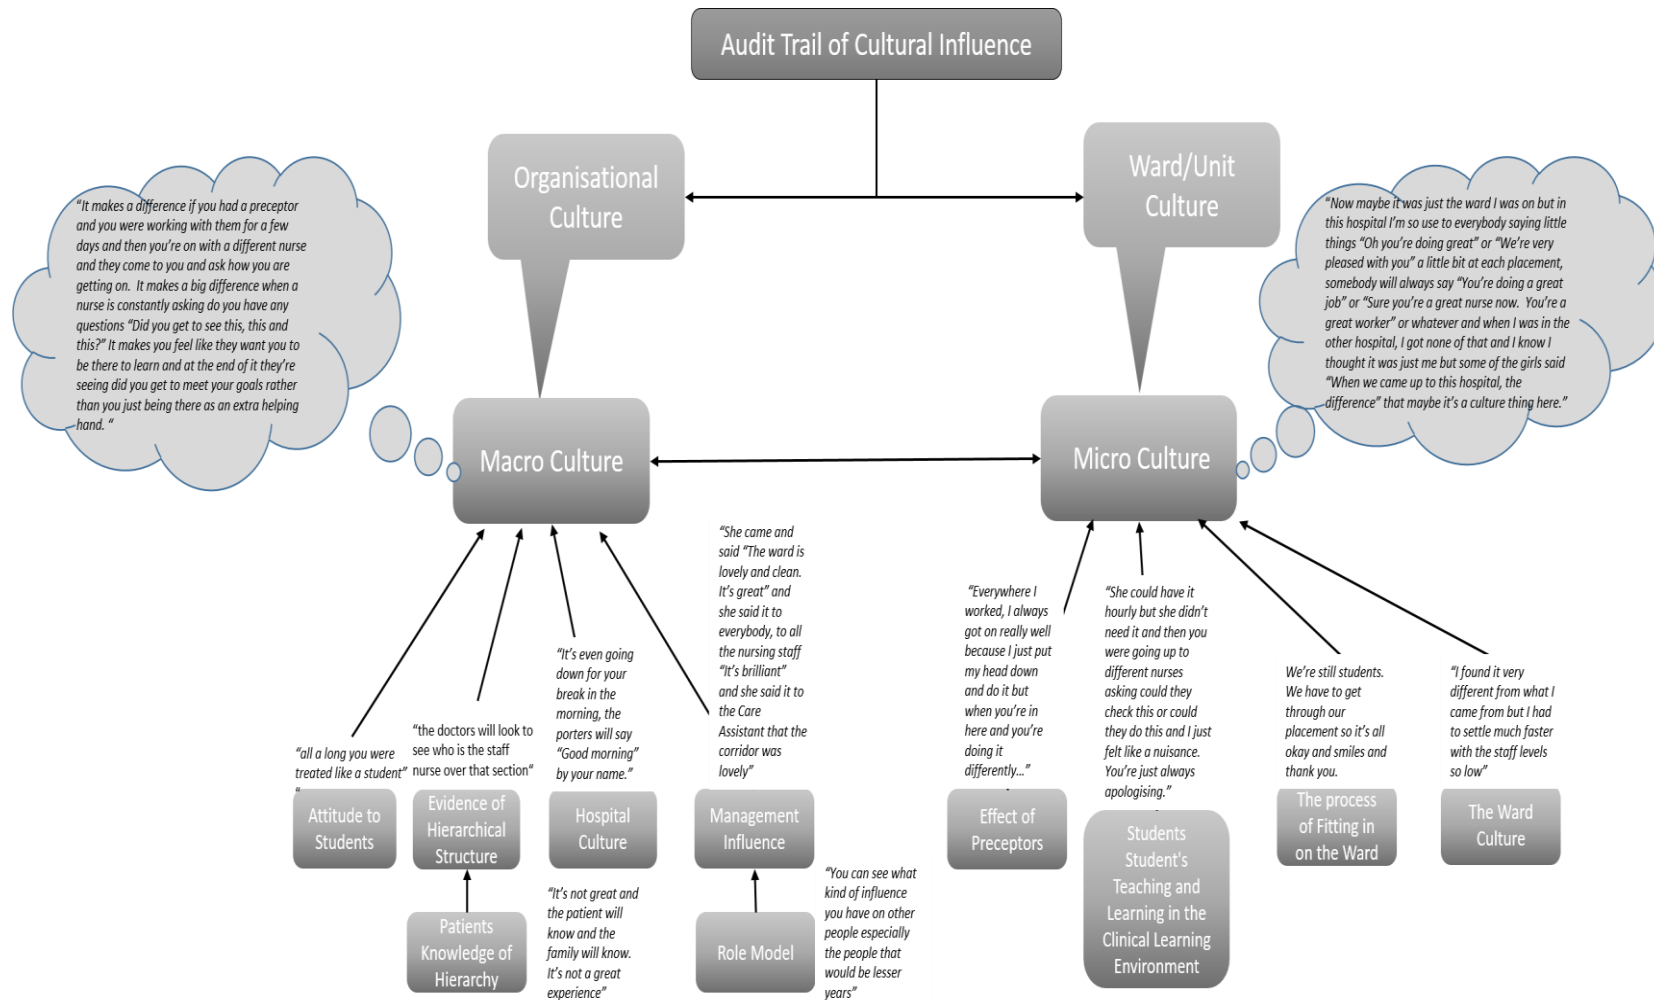 Audit Trail of Cultural Influence
Organisational
Culture
Ward/Unit
Culture
“It makes a difference if you had a preceptor
and you were working with them for a few
days and then you’re on with a different nurse
and they come to you and ask how you are
getting on.  It makes a big difference when a
nurse is constantly asking do you have any
questions “Did you get to see this, this and
this?” It makes you feel like they want you to
be there to learn and at the end of it they’re
seeing did you get to meet your goals rather
than you just being there as an extra helping
hand. “
“Now maybe it was just the ward I was on but in
this hospital I’m so use to everybody saying little
things “Oh you’re doing great” or “We’re very
pleased with you” a little bit at each placement,
somebody will always say “You’re doing a great
job” or “Sure you’re a great nurse now.  You’re a
great worker” or whatever and when I was in the
other hospital, I got none of that and I know I
thought it was just me but some of the girls said
“When we came up to this hospital, the
difference” that maybe it’s a culture thing here.”
Macro Culture
Micro Culture
“all a long you were
treated like a student”
“
“the doctors will look to
see who is the staff
nurse over that section“
“It’s even going
down for your
break in the
morning, the
porters will say
“Good morning”
by your name.”
“She came and
said “The ward is
lovely and clean.
It’s great” and
she said it to
everybody, to all
the nursing staff
“It’s brilliant”
and she said it to
the Care
Assistant that the
corridor was
lovely”
“Everywhere I
worked, I always
got on really well
because I just put
my head down
and do it but
when you’re in
here and you’re
doing it
differently…”
“She could have it
hourly but she didn’t
need it and then you
were going up to
different nurses
asking could they
check this or could
they do this and I just
felt like a nuisance.
You’re just always
apologising.”
We’re still students.
We have to get
through our
placement so it’s all
okay and smiles and
thank you.
“I found it very
different from what I
came from but I had
to settle much faster
with the staff levels
so low”
Attitude to
Students
Evidence of
Hierarchical
Structure
Hospital
Culture
Management
Influence
Effect of
Preceptors
Students
Student's
Teaching and
Learning in the
Clinical Learning
Environment
The process
of Fitting in
on the Ward
The Ward
Culture
Patients
Knowledge of
Hierarchy
“It’s not great and
the patient will
know and the
family will know.
It’s not a great
experience”
Role Model
“You can see what
kind of influence
you have on other
people especially
the people that
would be lesser
years”